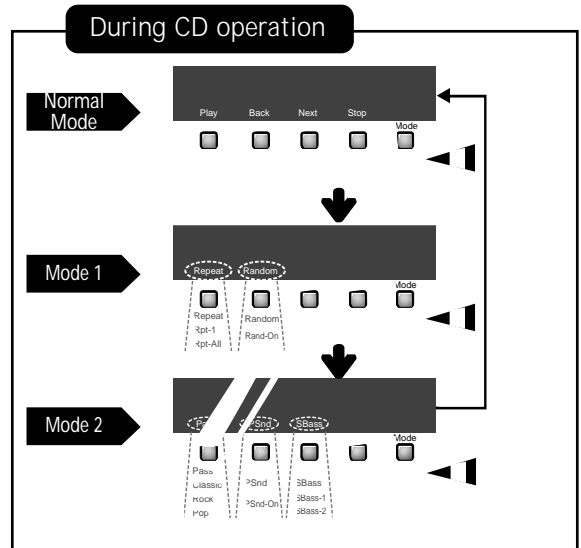 During CD operation
Normal
Mode
Play Back Next Stop
Mode
Mode 1
Repeat Random
Mode
Repeat
Rpt-1
Rpt-All
Random
Rand-On
Mode 2
PSnd SBass
Mode
Pass
Classic
Rock
Pop
PSnd
PSnd-On
SBass
SBass-1
SBass-2